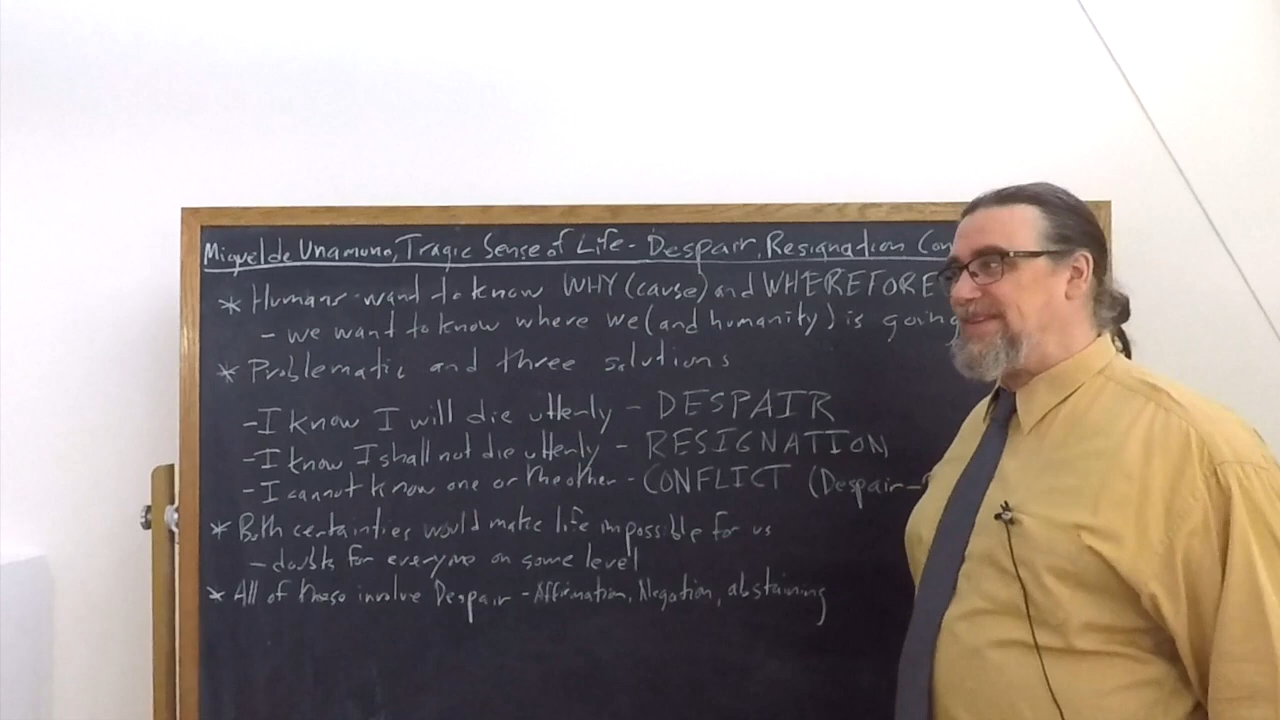 Miguel de Unamuno, Tragic Sense of Life - Despair, Resignation Con
* Humans want to know WHY (cause) and WHEREFORE
- we want to know where we (and humanity) is going
* Problematic and three solutions
- I know I will die utterly - DESPAIR
- I know I shall not die utterly - RESIGNATION
- I cannot know one or the other - CONFLICT (Despair-
* Both certainties would make life impossible for us
- doubts for everyone on some level
* All of these involve Despair - Affirmation, Negation, abstaining